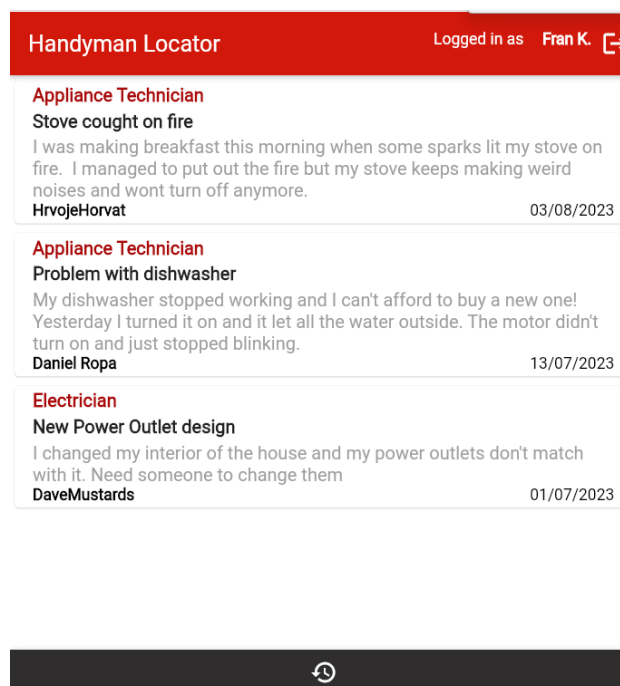 Handyman Locator
Logged in as Fran K.
Appliance Technician
Stove cought on fire
I was making breakfast this morning when some sparks lit my stove on
fire.  I managed to put out the fire but my stove keeps making weird
noises and wont turn off anymore.
HrvojeHorvat 03/08/2023
Appliance Technician
Problem with dishwasher
My dishwasher stopped working and I can't afford to buy a new one!
Yesterday I turned it on and it let all the water outside. The motor didn't
turn on and just stopped blinking.
Daniel Ropa 13/07/2023
Electrician
New Power Outlet design
I changed my interior of the house and my power outlets don't match
with it. Need someone to change them
DaveMustards 01/07/2023